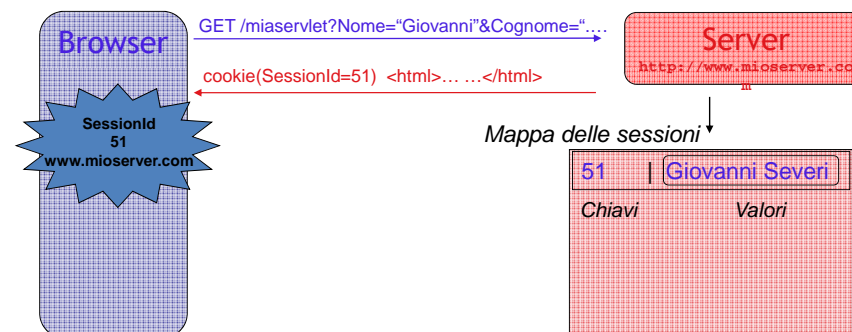 Browser
GET /miaservlet?Nome=“Giovanni”&Cognome=“….
Server
http://www.mioserver.co
m
cookie(SessionId=51) <html>… …</html>
SessionId
51
www.mioserver.com
Mappa delle sessioni
51 | Giovanni Severi
Chiavi Valori